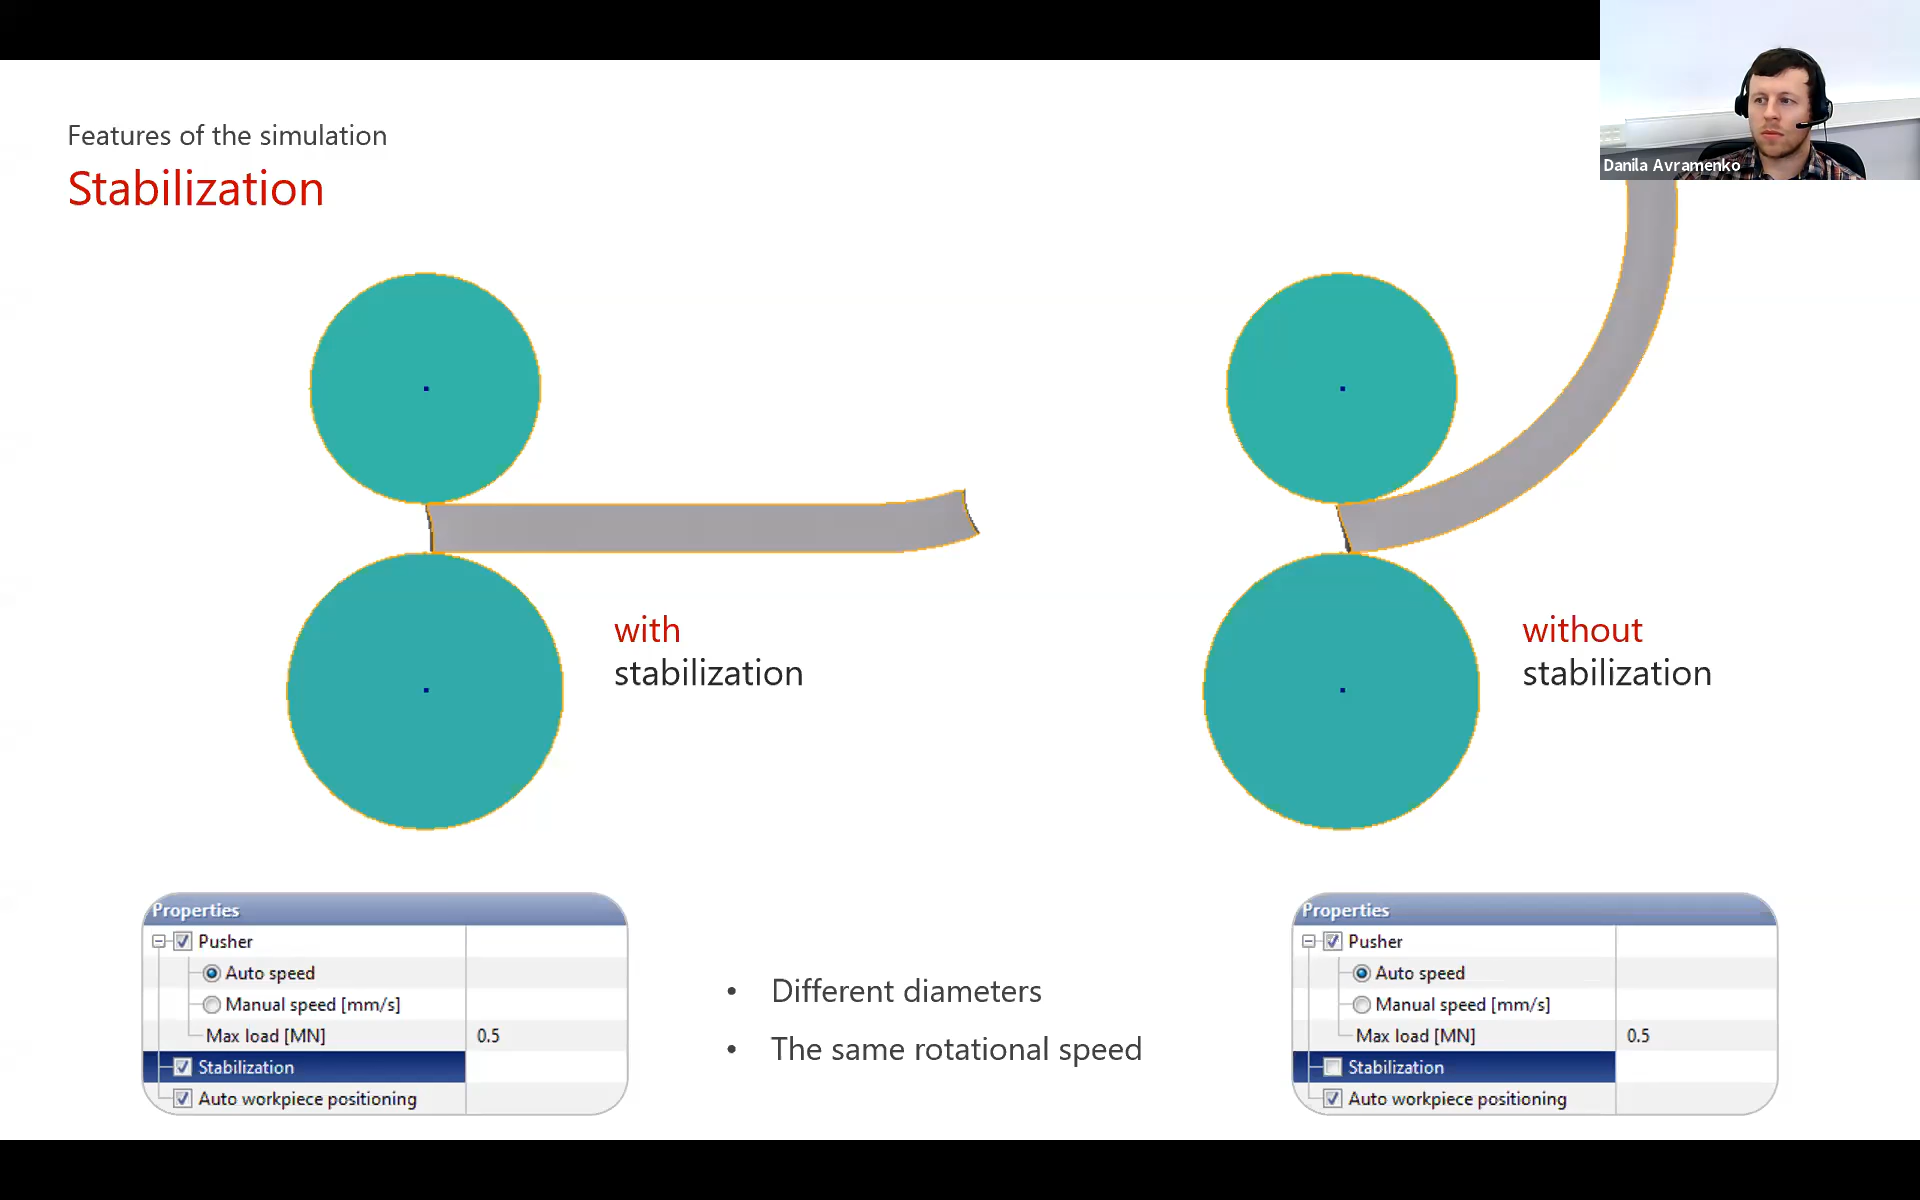 Danila Avramenko
Features of the simulation
Stabilization
with
stabilization
without
stabilization
Properties
Pusher
Auto speed
Manual speed [mm/s]
Max load [MN] 0.5
Stabilization
Auto workpiece positioning
• Different diameters
• The same rotational speed
Properties
Pusher
Auto speed
Manual speed [mm/s]
Max load [MN] 0.5
Stabilization
Auto workpiece positioning